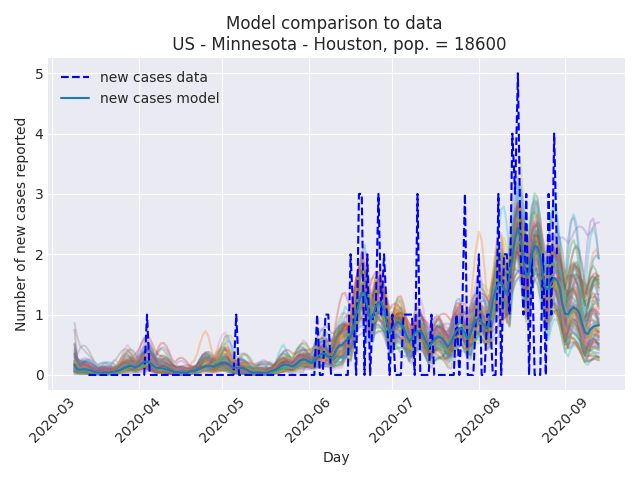 Model comparison to data
US - Minnesota - Houston, pop. = 18600
new cases data
new cases model
Number of new cases reported
5
4
3
2
1
0
2020-03
2020-04
2020-05
2020-06
2020-07
2020-08
2020-09
Day